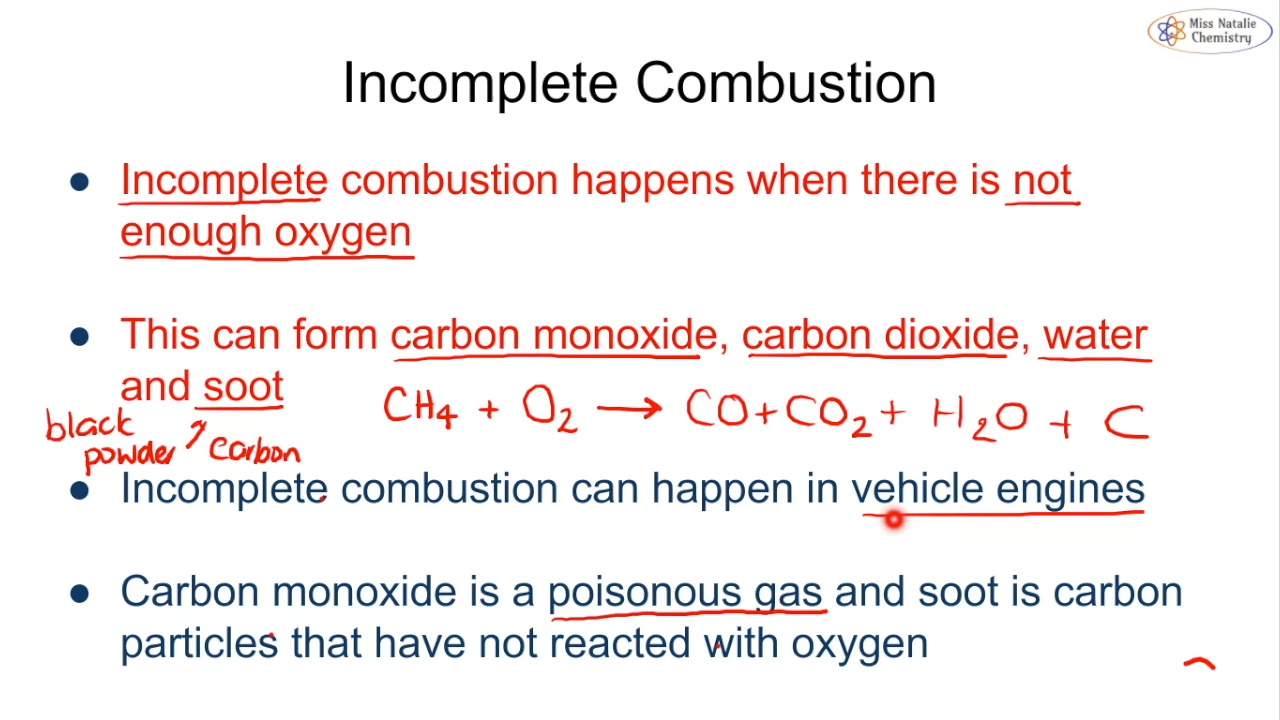 Miss Natalie
Chemistry
Incomplete Combustion
● Incomplete combustion happens when there is not
enough oxygen
● This can form carbon monoxide, carbon dioxide, water
and soot
CH₄ + O₂ → CO + CO₂ + H₂O + C
black
powder
carbon
● Incomplete combustion can happen in vehicle engines
● Carbon monoxide is a poisonous gas and soot is carbon
particles that have not reacted with oxygen